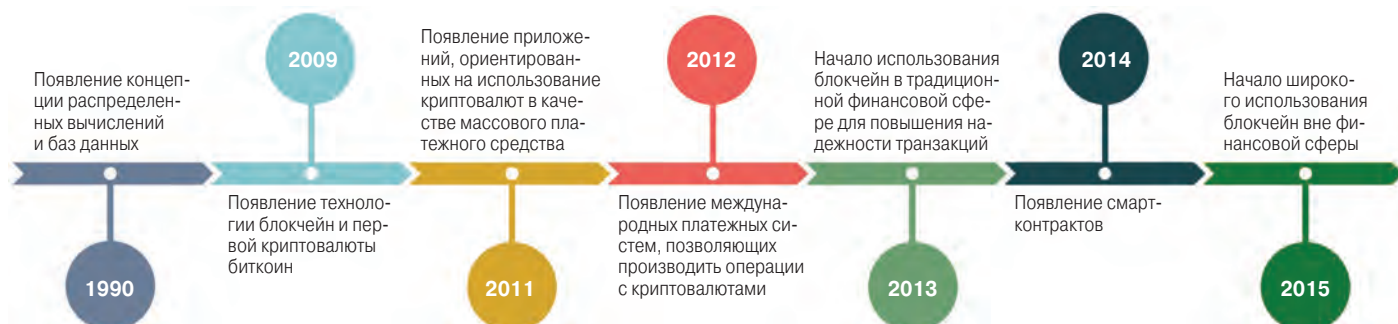 Появление концеп-
ции распределен-
ных вычислений
и баз данных
1990
2009
Появление техноло-
гии блокчейн и пер-
вой криптовалюты
биткоин
Появление приложе-
ний, ориентирован-
ных на использование
криптовалют в каче-
стве массового пла-
тежного средства
2011
2012
Появление междуна-
родных платежных си-
стем, позволяющих
производить операции
с криптовалютами
Начало использования
блокчейн в традицион-
ной финансовой сфе-
ре для повышения на-
дежности транзакций
2013
2014
Появление смарт-
контрактов
Начало широко-
го использования
блокчейн вне фи-
нансовой сферы
2015